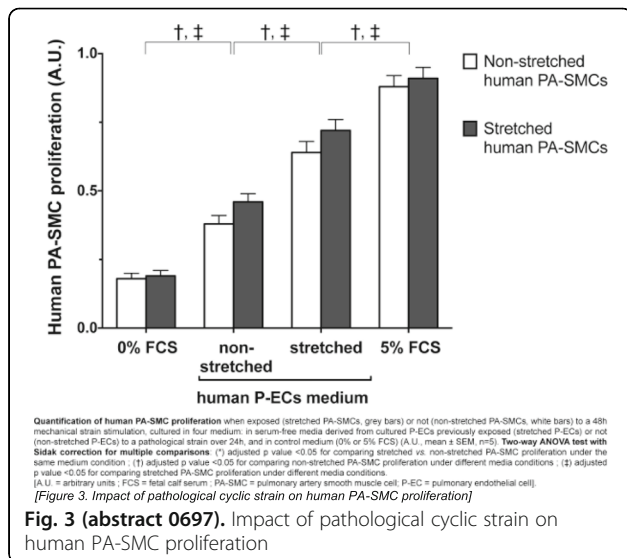 †, ‡ †, ‡ †, ‡
1.0
0.5
0.0
Human PA-SMC proliferation (A.U.)
Non-stretched
human PA-SMCs
Stretched
human PA-SMCs
0% FCS non-
stretched stretched 5% FCS
human P-ECs medium
Quantification of human PA-SMC proliferation when exposed (stretched PA-SMCs, grey bars) or not (non-stretched PA-SMCs, white bars) to a 48h
mechanical strain stimulation, cultured in four medium: in serum-free media derived from cultured P-ECs previously exposed (stretched P-ECs) or not
(non-stretched P-ECs) to a pathological strain over 24h, and in control medium (0% or 5% FCS) (A.U., mean ± SEM, n=5). Two-way ANOVA test with
Sidak correction for multiple comparisons: (*) adjusted p value <0.05 for comparing stretched vs. non-stretched PA-SMC proliferation under the
same medium condition ; (†) adjusted p value <0.05 for comparing non-stretched PA-SMC proliferation under different media conditions ; (‡) adjusted
p value <0.05 for comparing stretched PA-SMC proliferation under different media conditions.
[A.U. = arbitrary units ; FCS = fetal calf serum ; PA-SMC = pulmonary artery smooth muscle cell; P-EC = pulmonary endothelial cell].
[Figure 3. Impact of pathological cyclic strain on human PA-SMC proliferation]
Fig. 3 (abstract 0697). Impact of pathological cyclic strain on
human PA-SMC proliferation